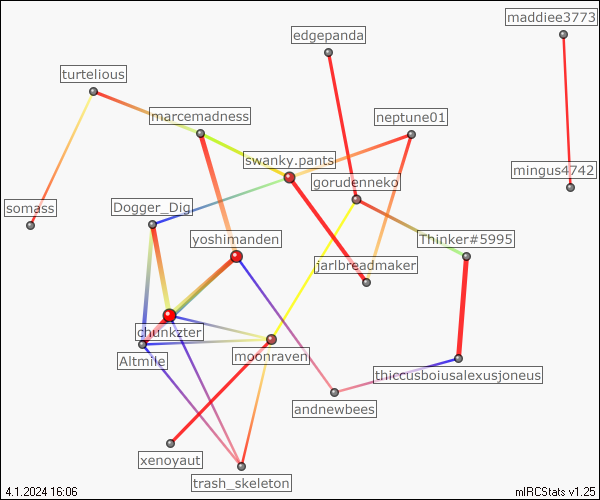 maddiee3773
edgepanda
turtelious
marcemadness
neptune01
swanky.pants
mingus4742
gorudenneko
somass
Dogger_Dig
yoshimanden
Thinker#5995
jarlbreadmaker
chunkzter
Altmile
moonraven
thiccusboiusalexusjoneus
andnewbees
xenoyaut
trash_skeleton
4.1.2024 16:06
mIRCStats v1.25